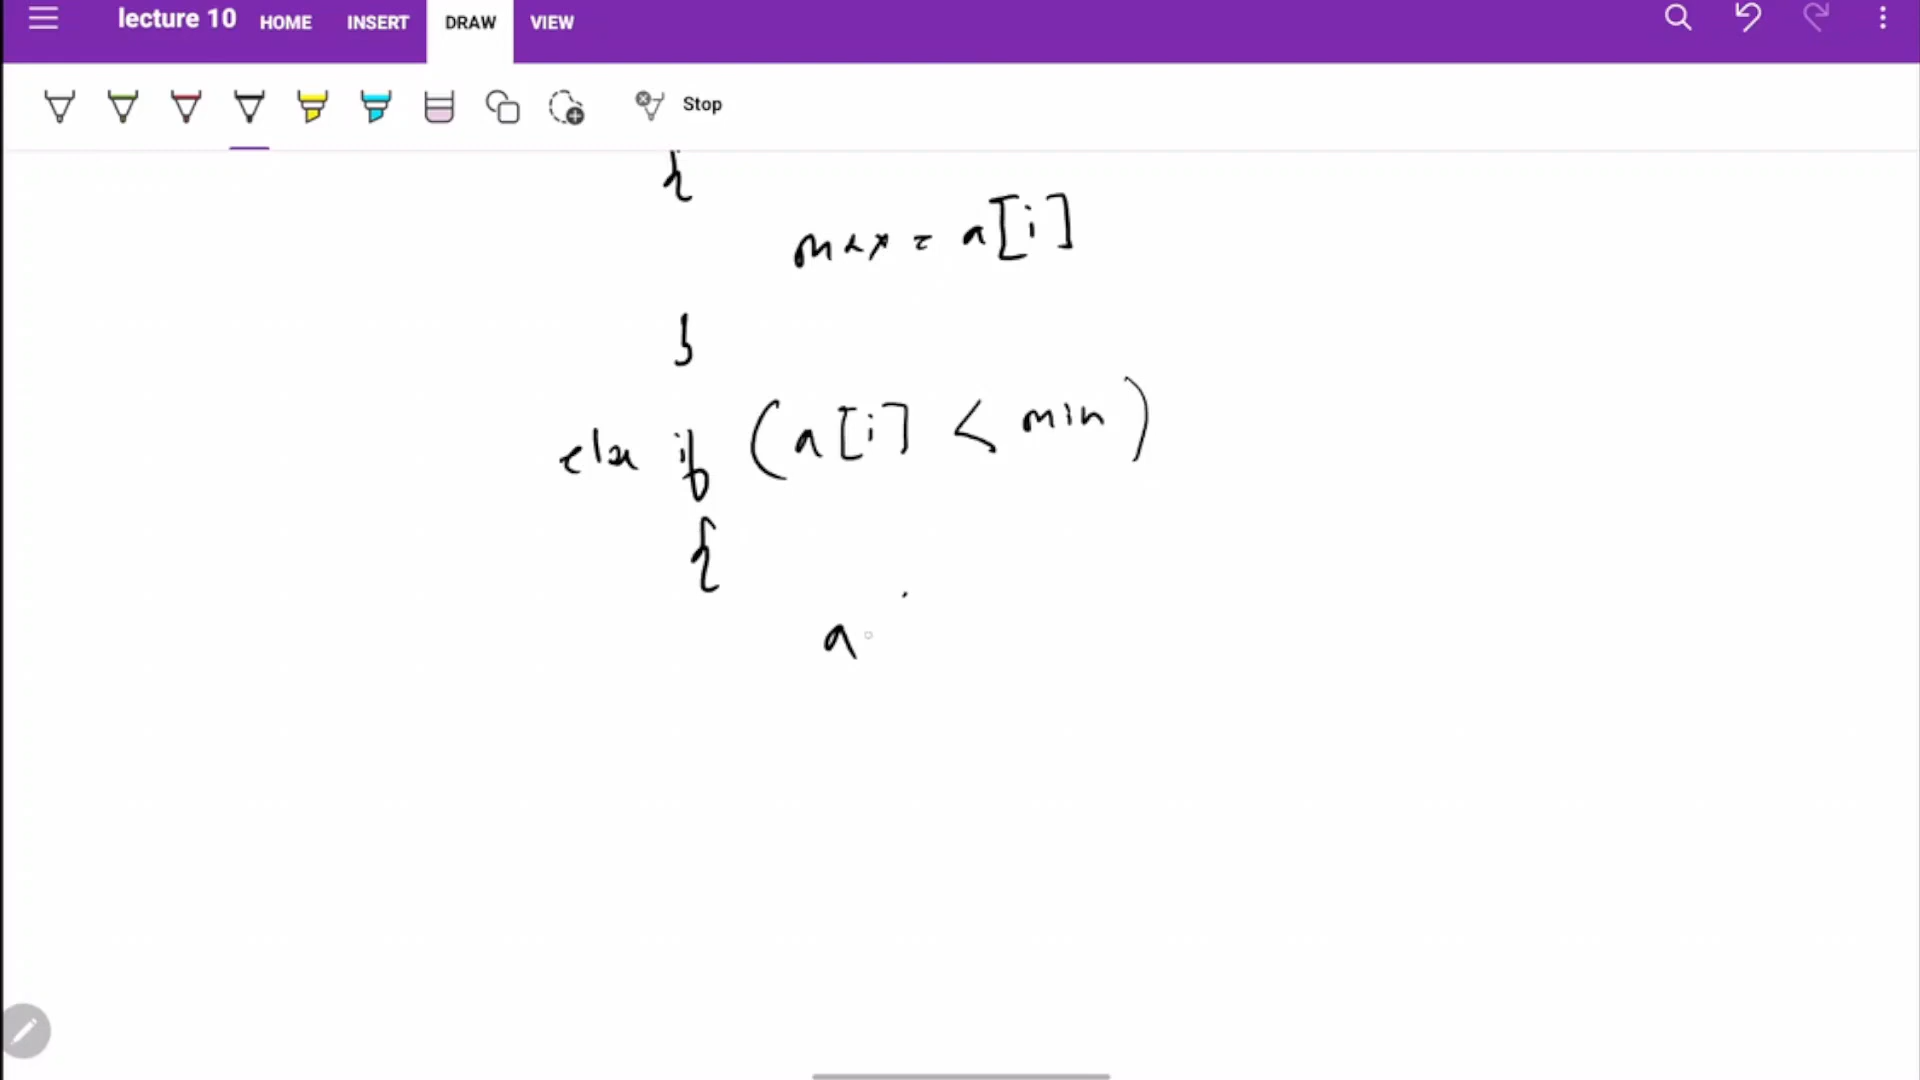 lecture 10 HOME INSERT DRAW VIEW
Stop
{
max = a[i]
}
else if (a[i] < min)
{
a